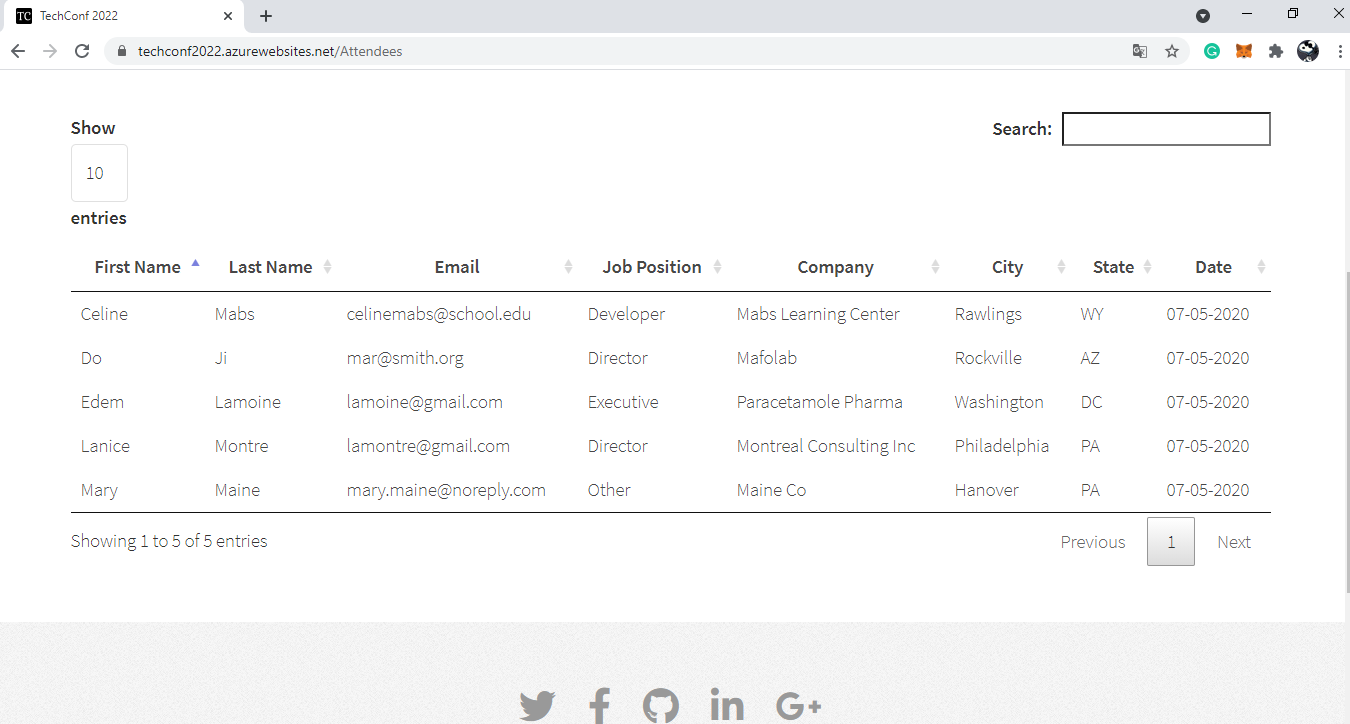 TC TechConf 2022
techconf2022.azurewebsites.net/Attendees
Show
10
entries
Search:
First Name Last Name Email Job Position Company City State Date
Celine Mabs celinemabs@school.edu Developer Mabs Learning Center Rawlings WY 07-05-2020
Do Ji mar@smith.org Director Mafolab Rockville AZ 07-05-2020
Edem Lamoine lamoine@gmail.com Executive Paracetamole Pharma Washington DC 07-05-2020
Lanice Montre lamontre@gmail.com Director Montreal Consulting Inc Philadelphia PA 07-05-2020
Mary Maine mary.maine@noreply.com Other Maine Co Hanover PA 07-05-2020
Showing 1 to 5 of 5 entries
Previous 1 Next